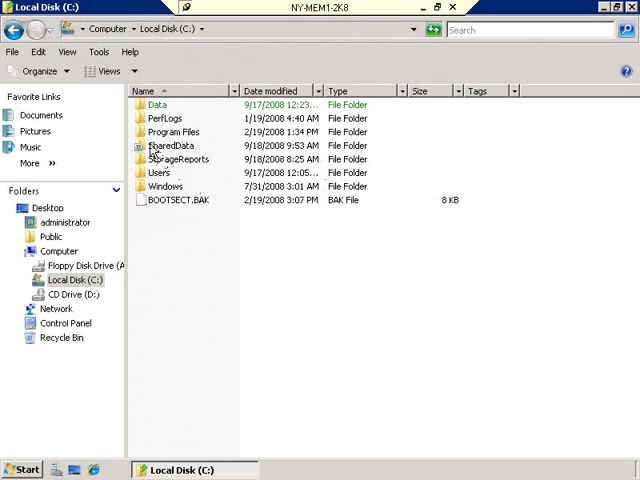 Local Disk (C:)
NY-MEM1-2K8
Computer
Local Disk (C:)
Search
File Edit View Tools Help
Organize Views
Favorite Links
Documents
Pictures
Music
More »
Folders
Desktop
administrator
Public
Computer
Floppy Disk Drive (A
Local Disk (C:)
CD Drive (D:)
Network
Control Panel
Recycle Bin
Name Date modified Type Size Tags
Data 9/17/2008 12:23... File Folder
PerfLogs 1/19/2008 4:40 AM File Folder
Program Files 2/19/2008 1:34 PM File Folder
SharedData 9/18/2008 9:53 AM File Folder
StorageReports 9/18/2008 8:25 AM File Folder
Users 9/17/2008 12:05... File Folder
Windows 7/31/2008 3:01 AM File Folder
BOOTSECT.BAK 2/19/2008 3:07 PM BAK File 8 KB
Start
Local Disk (C:)